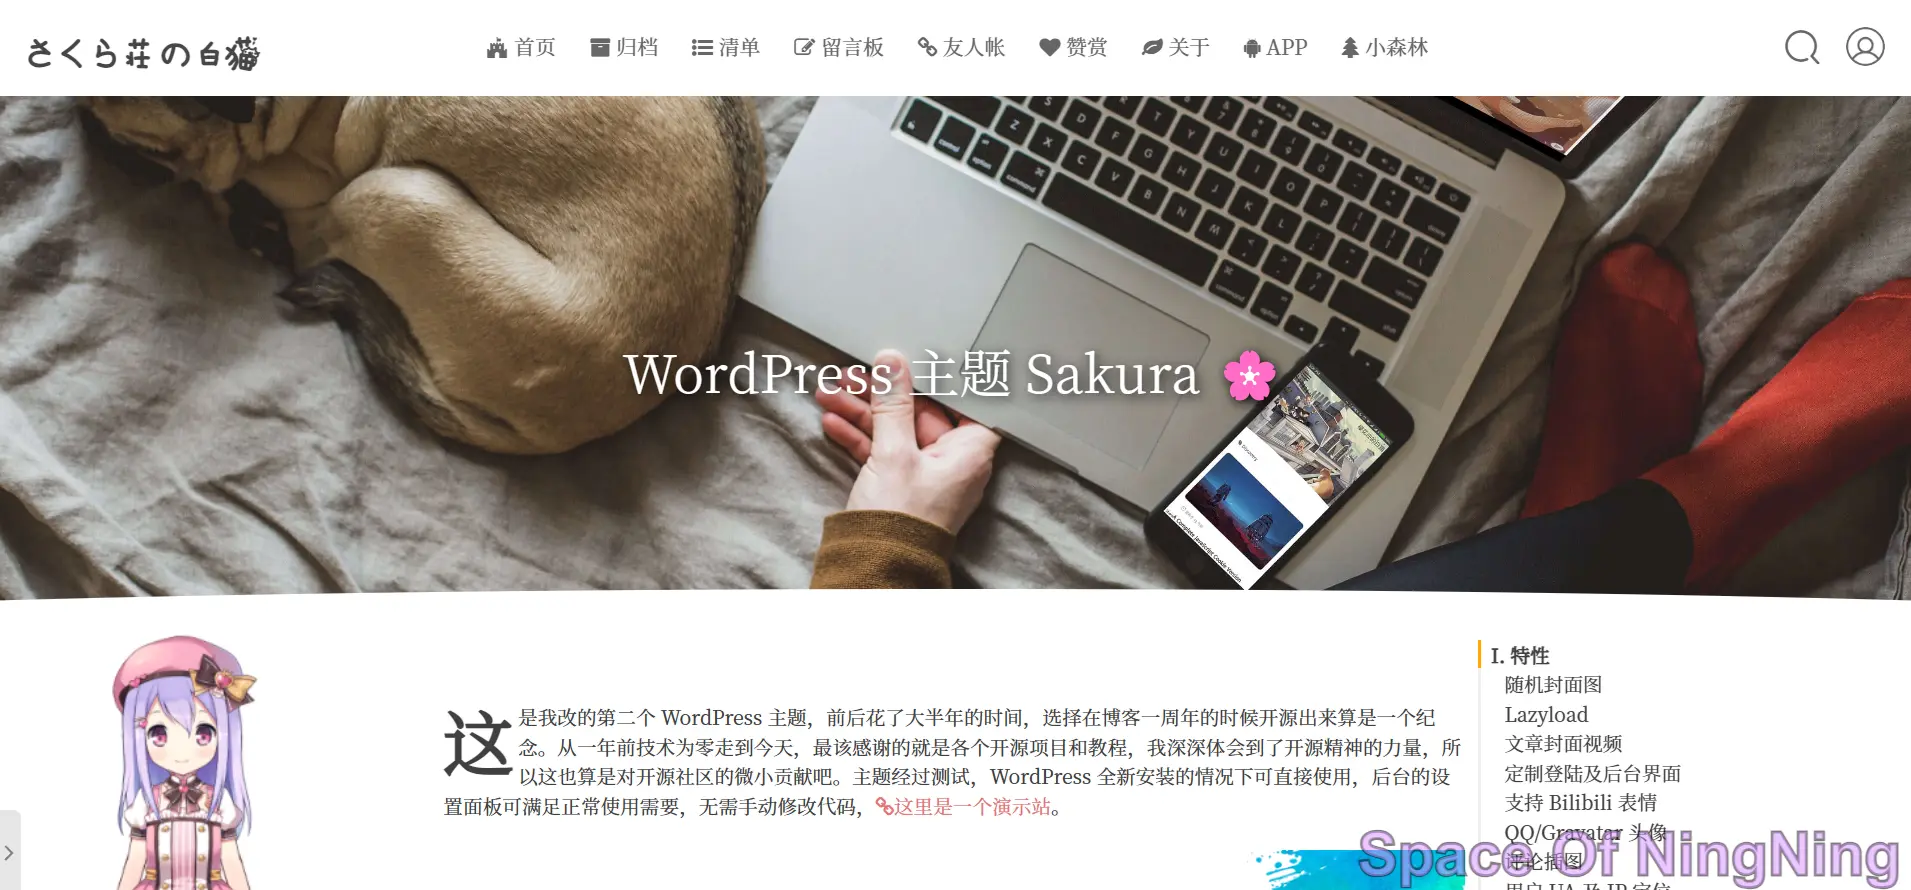 さくら荘の白猫
首页 归档 清单 留言板 友人帐 赞赏 关于 APP 小森林
WordPress 主题 Sakura
这是我改的第二个 WordPress 主题，前后花了大半年的时间，选择在博客一周年的时候开源出来算是一个纪
念。从一年前技术为零走到今天，最该感谢的就是各个开源项目和教程，我深深体会到了开源精神的力量，所
以这也算是对开源社区的微小贡献吧。主题经过测试，WordPress 全新安装的情况下可直接使用，后台的设
置面板可满足正常使用需要，无需手动修改代码，这里是一个演示站。
I. 特性
随机封面图
Lazyload
文章封面视频
定制登陆及后台界面
支持 Bilibili 表情
QQ/Gravatar 头像
评论插图
用户 UA 及 IP 定位
Space Of NingNing